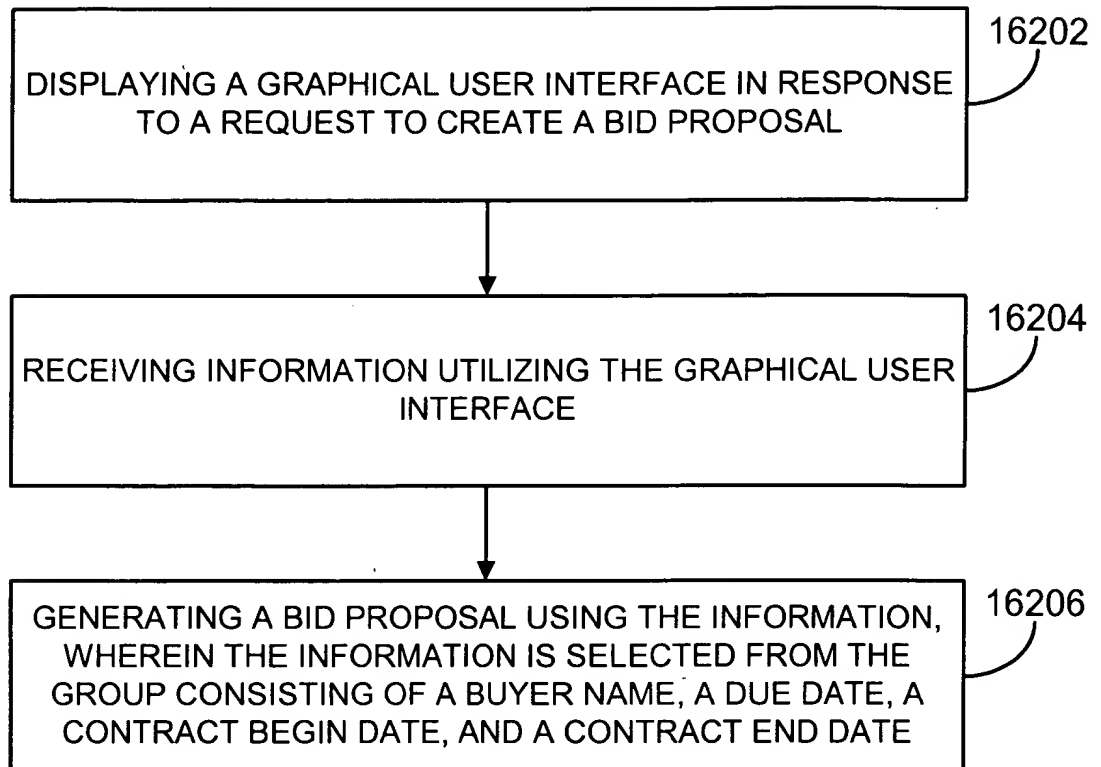 16202
DISPLAYING A GRAPHICAL USER INTERFACE IN RESPONSE
TO A REQUEST TO CREATE A BID PROPOSAL
16204
RECEIVING INFORMATION UTILIZING THE GRAPHICAL USER
INTERFACE
16206
GENERATING A BID PROPOSAL USING THE INFORMATION,
WHEREIN THE INFORMATION IS SELECTED FROM THE
GROUP CONSISTING OF A BUYER NAME, A DUE DATE, A
CONTRACT BEGIN DATE, AND A CONTRACT END DATE